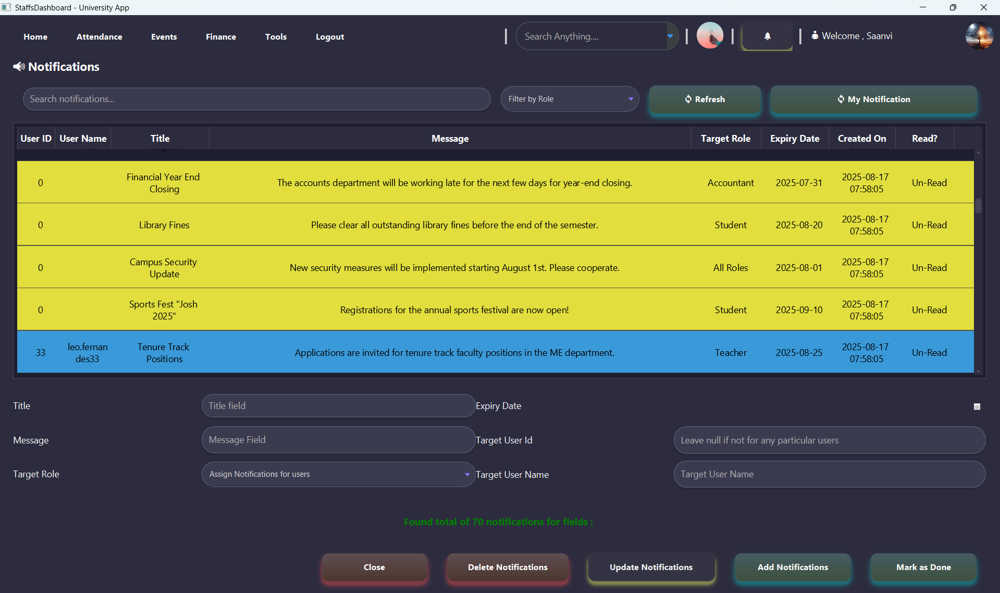 StaffsDashboard - University App
Home Attendance Events Finance Tools Logout | Search Anything.... | | | Welcome , Saanvi
Notifications
Search notifications... Filter by Role Refresh My Notification
User ID User Name Title Message Target Role Expiry Date Created On Read?
0 Financial Year End Closing The accounts department will be working late for the next few days for year-end closing. Accountant 2025-07-31 2025-08-17 07:58:05 Un-Read
0 Library Fines Please clear all outstanding library fines before the end of the semester. Student 2025-08-20 2025-08-17 07:58:05 Un-Read
0 Campus Security Update New security measures will be implemented starting August 1st. Please cooperate. All Roles 2025-08-01 2025-08-17 07:58:05 Un-Read
0 Sports Fest "Josh 2025" Registrations for the annual sports festival are now open! Student 2025-09-10 2025-08-17 07:58:05 Un-Read
33 leo.fernandes33 Tenure Track Positions Applications are invited for tenure track faculty positions in the ME department. Teacher 2025-08-25 2025-08-17 07:58:05 Un-Read
Title Title field Expiry Date
Message Message Field Target User Id Leave null if not for any particular users
Target Role Assign Notifications for users Target User Name Target User Name
Found total of 70 notifications for fields :
Close Delete Notifications Update Notifications Add Notifications Mark as Done